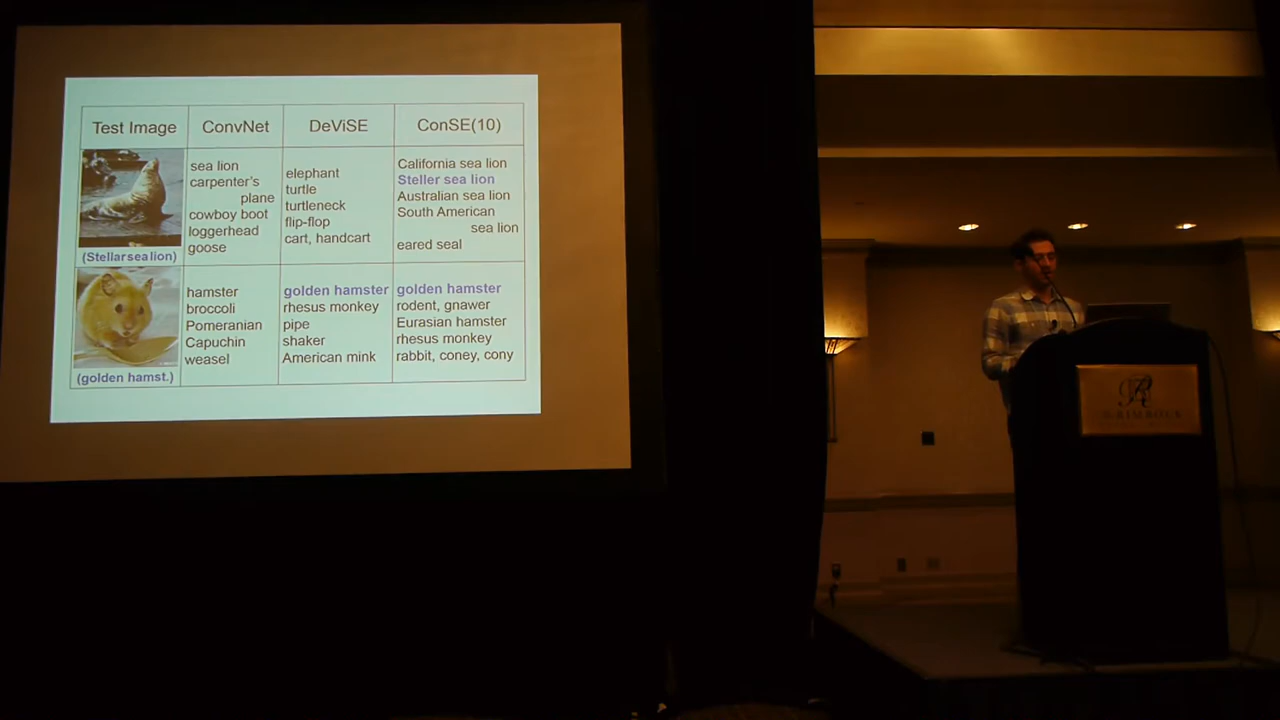 Test Image
ConvNet
DeViSE
ConSE(10)
(Stellar sea lion)
sea lion
carpenter's
plane
cowboy boot
loggerhead
goose
elephant
turtle
turtleneck
flip-flop
cart, handcart
California sea lion
Steller sea lion
Australian sea lion
South American
sea lion
eared seal
(golden hamst.)
hamster
broccoli
Pomeranian
Capuchin
weasel
golden hamster
rhesus monkey
pipe
shaker
American mink
golden hamster
rodent, gnawer
Eurasian hamster
rhesus monkey
rabbit, coney, cony